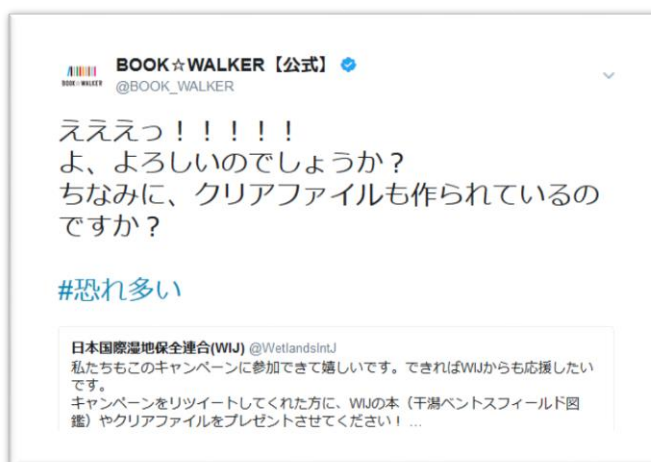 BOOK☆WALKER【公式】
BOOK☆WALKER
@BOOK_WALKER
えええっ！！！！！
よ、よろしいのでしょうか？
ちなみに、クリアファイルも作られているの
ですか？
#恐れ多い
日本国際湿地保全連合(WIJ) @WetlandsIntJ
私たちもこのキャンペーンに参加できて嬉しいです。できればWIJからも応援したい
です。
キャンペーンをリツイートしてくれた方に、WIJの本（干潟ベントスフィールド図
鑑）やクリアファイルをプレゼントさせてください！ ...